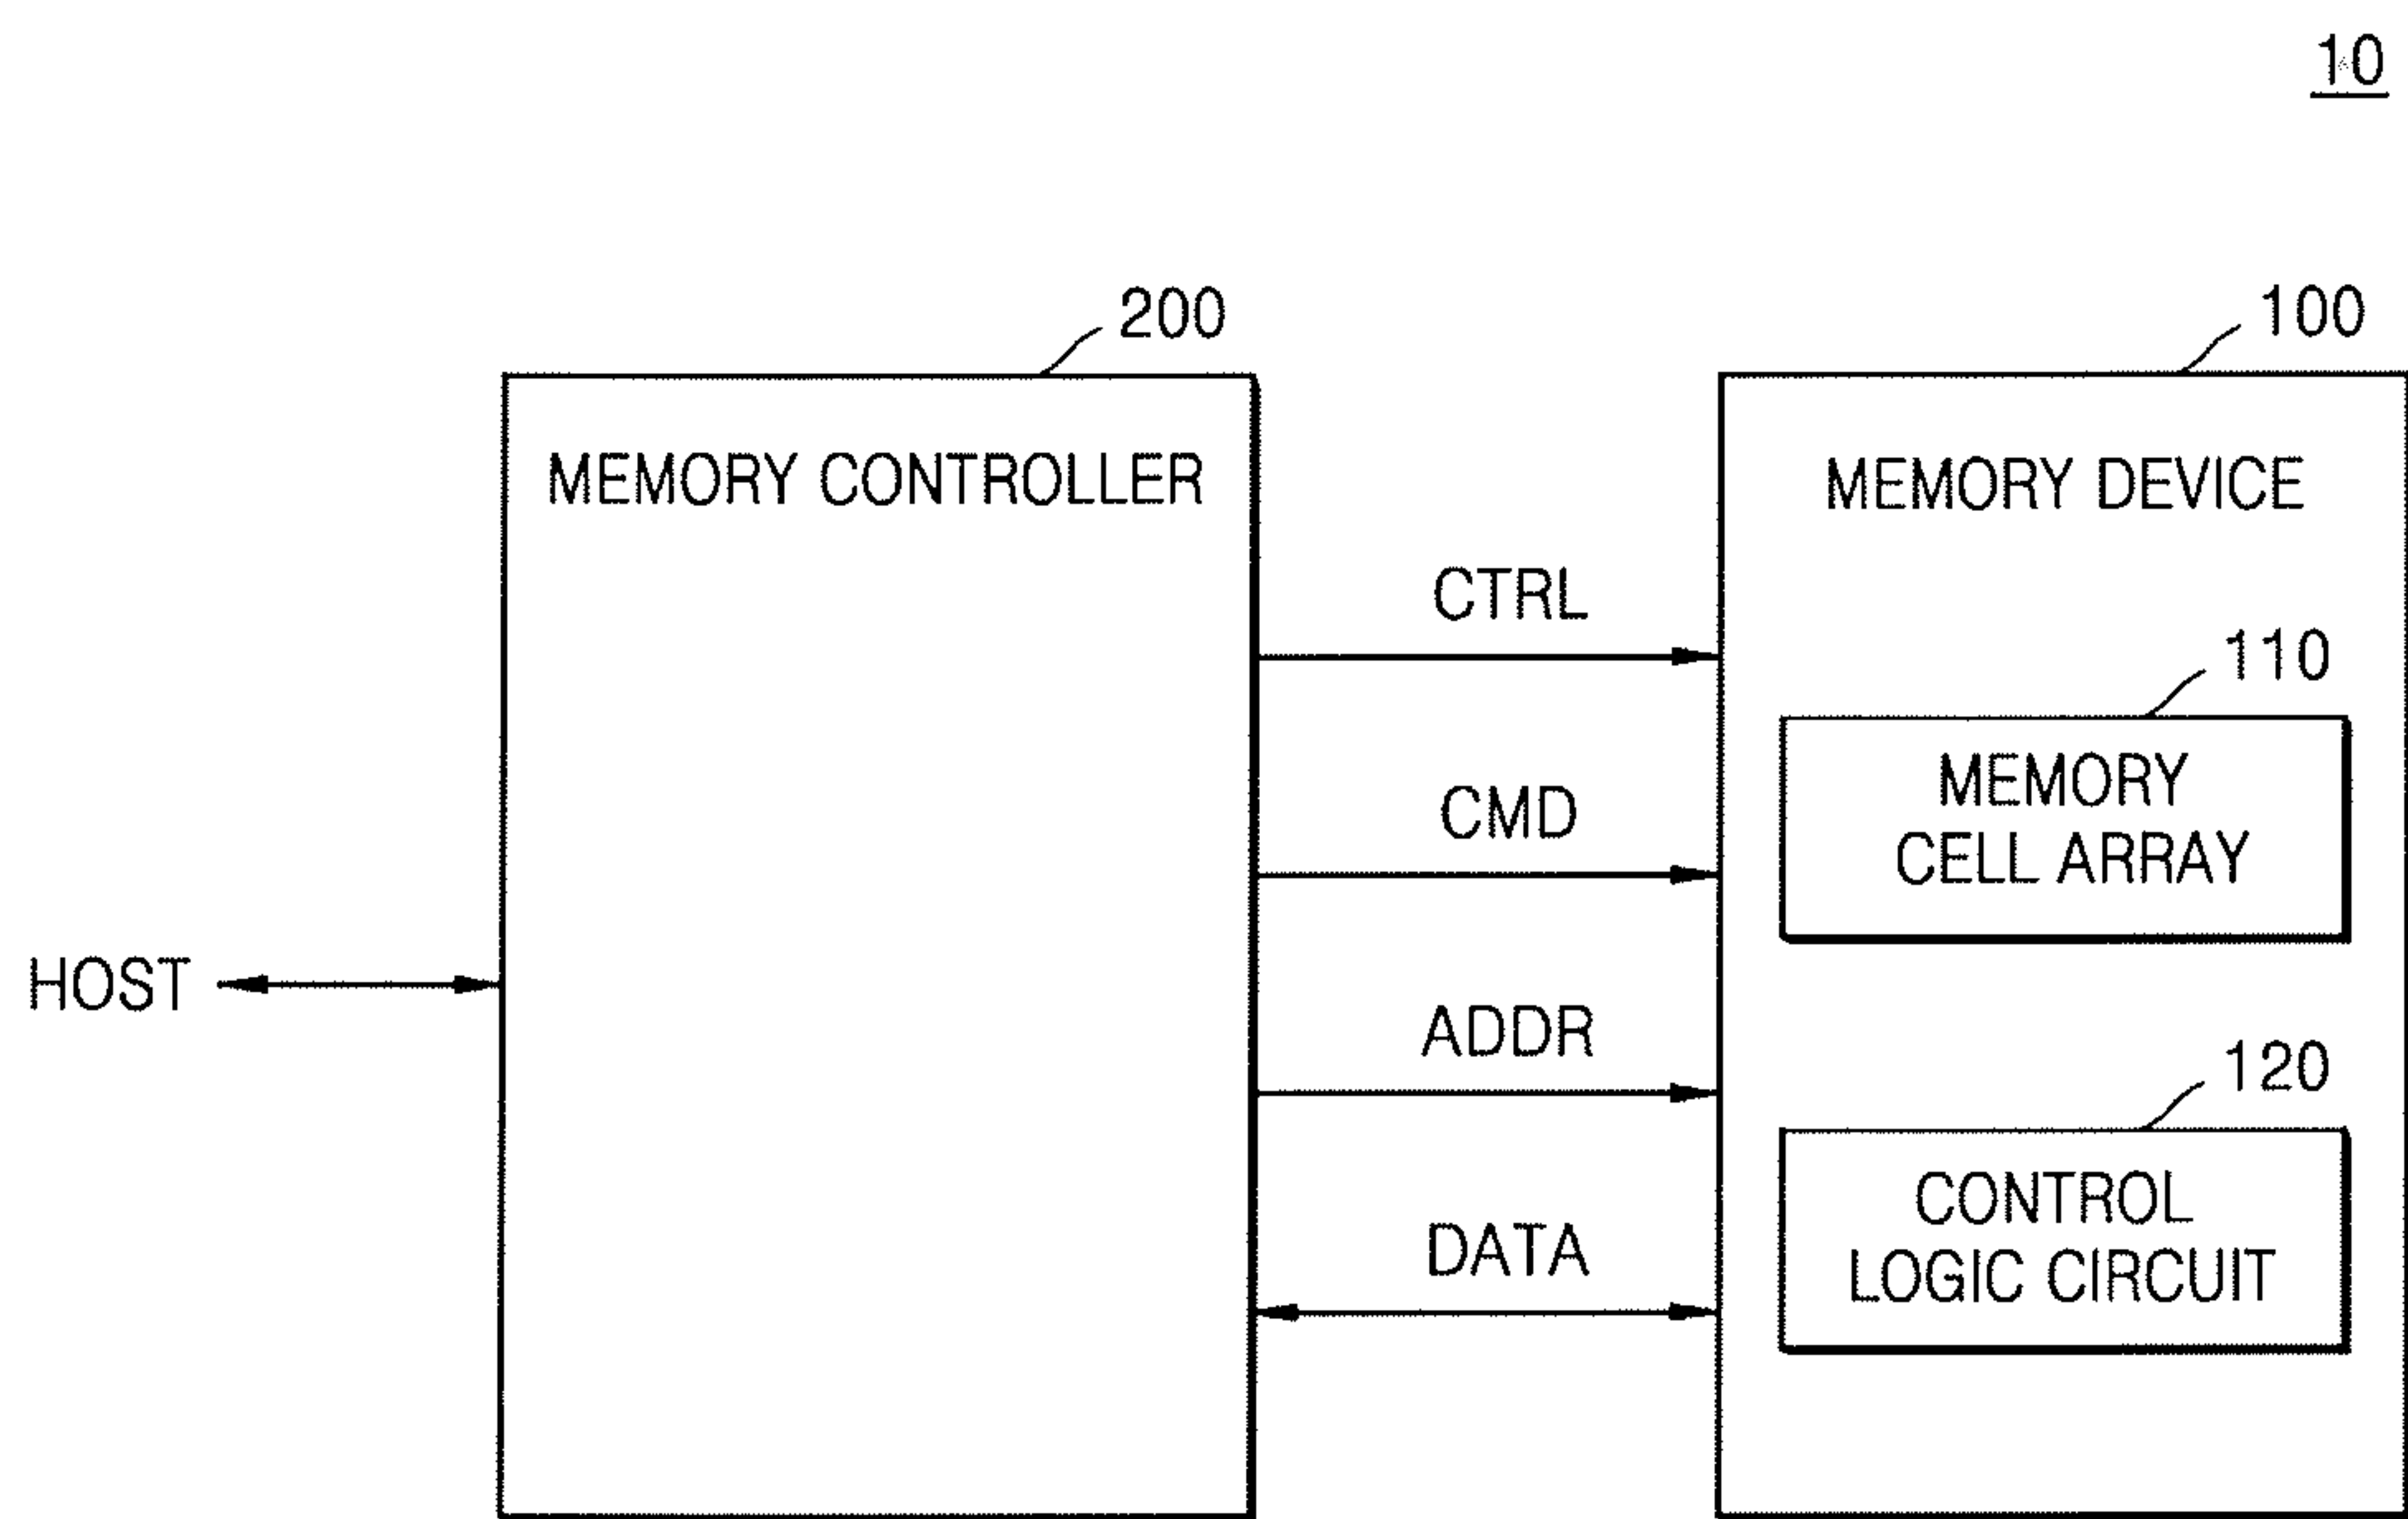 10
200
100
MEMORY CONTROLLER
MEMORY DEVICE
CTRL
110
MEMORY
CELL ARRAY
CMD
HOST
ADDR
120
CONTROL
LOGIC CIRCUIT
DATA